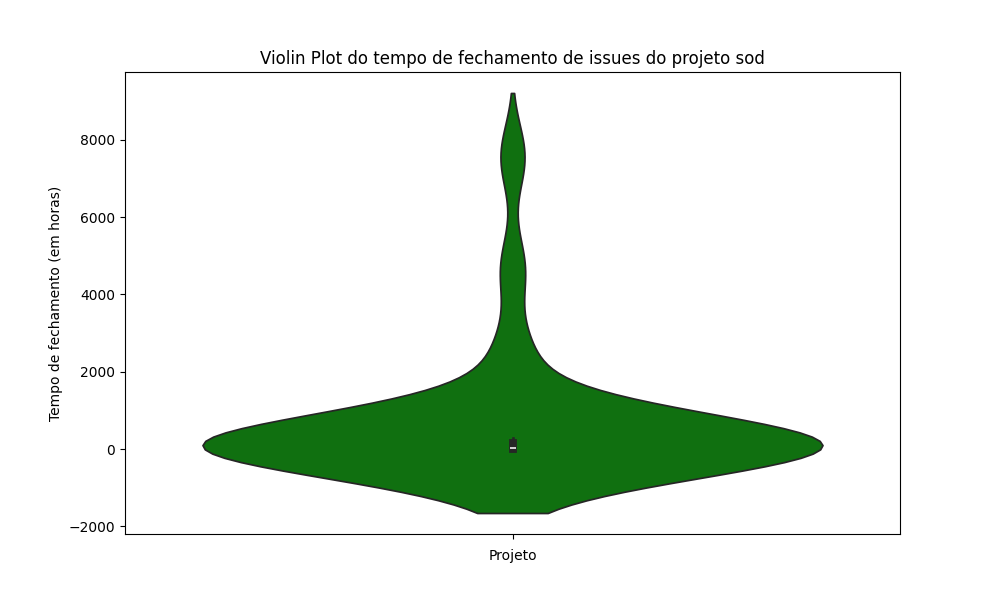 Violin Plot do tempo de fechamento de issues do projeto sod
8000
6000
4000
2000
0
−2000
Tempo de fechamento (em horas)
Projeto